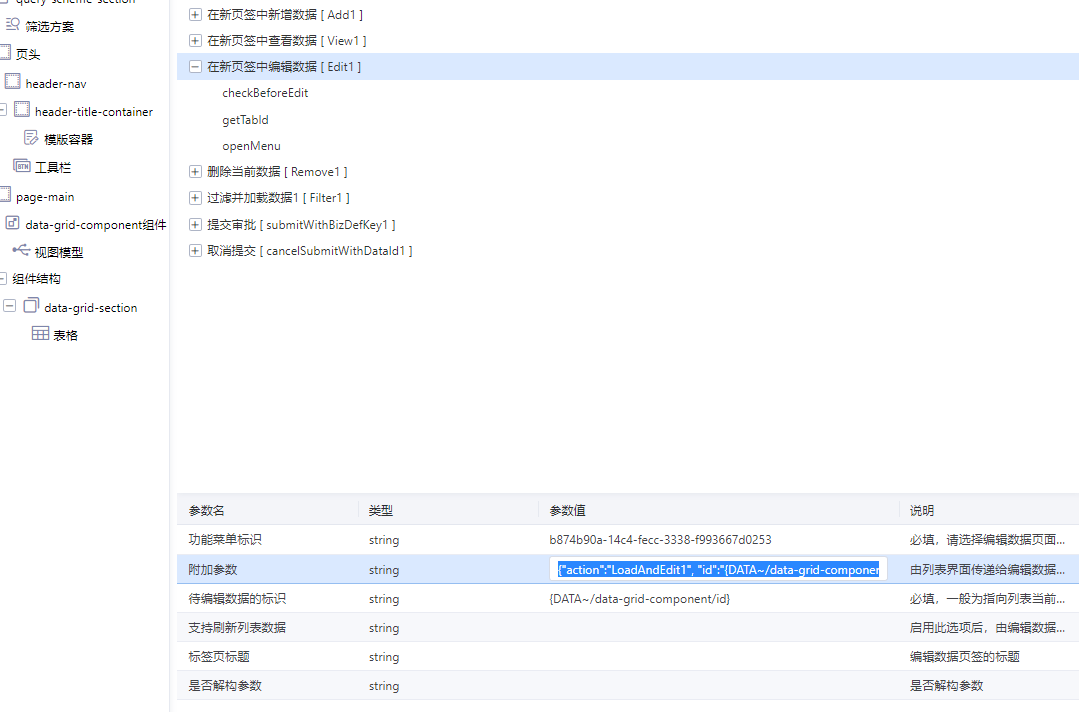 query-scheme-section
筛选方案
页头
header-nav
header-title-container
模版容器
BTN
工具栏
page-main
data-grid-component组件
视图模型
组件结构
data-grid-section
表格
在新页签中新增数据 [ Add1 ]
在新页签中查看数据 [ View1 ]
在新页签中编辑数据 [ Edit1 ]
checkBeforeEdit
getTabId
openMenu
删除当前数据 [ Remove1 ]
过滤并加载数据1 [ Filter1 ]
提交审批 [ submitWithBizDefKey1 ]
取消提交 [ cancelSubmitWithDataId1 ]
参数名 类型 参数值 说明
功能菜单标识 string b874b90a-14c4-fecc-3338-f993667d0253 必填，请选择编辑数据页面...
附加参数 string {"action":"LoadAndEdit1", "id":"{DATA~/data-grid-componen 由列表界面传递给编辑数据...
待编辑数据的标识 string {DATA~/data-grid-component/id} 必填，一般为指向列表当前...
支持刷新列表数据 string 启用此选项后，由编辑数据...
标签页标题 string 编辑数据页签的标题
是否解构参数 string 是否解构参数